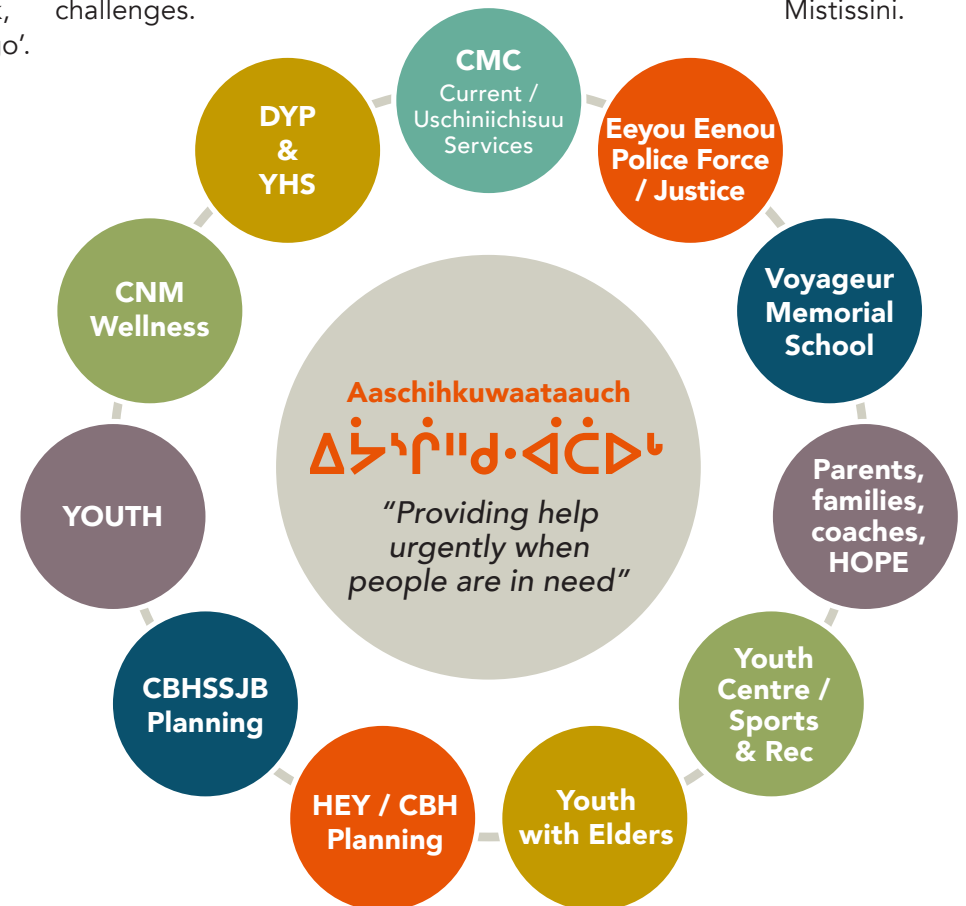 k,
challenges.
Mistissini.
go’.
CMC
Current /
Uschiniichisuu
Services
DYP
&
YHS
Eeyou Eenou
Police Force
/ Justice
CNM
Wellness
Voyageur
Memorial
School
Aaschihkuwaataauch
ᐃᔮᔅᒌᐦᑯᐧᐋᑖᐅᒡ
“Providing help
urgently when
people are in need”
YOUTH
Parents,
families,
coaches,
HOPE
CBHSSJB
Planning
Youth
Centre /
Sports
& Rec
HEY / CBH
Planning
Youth
with Elders